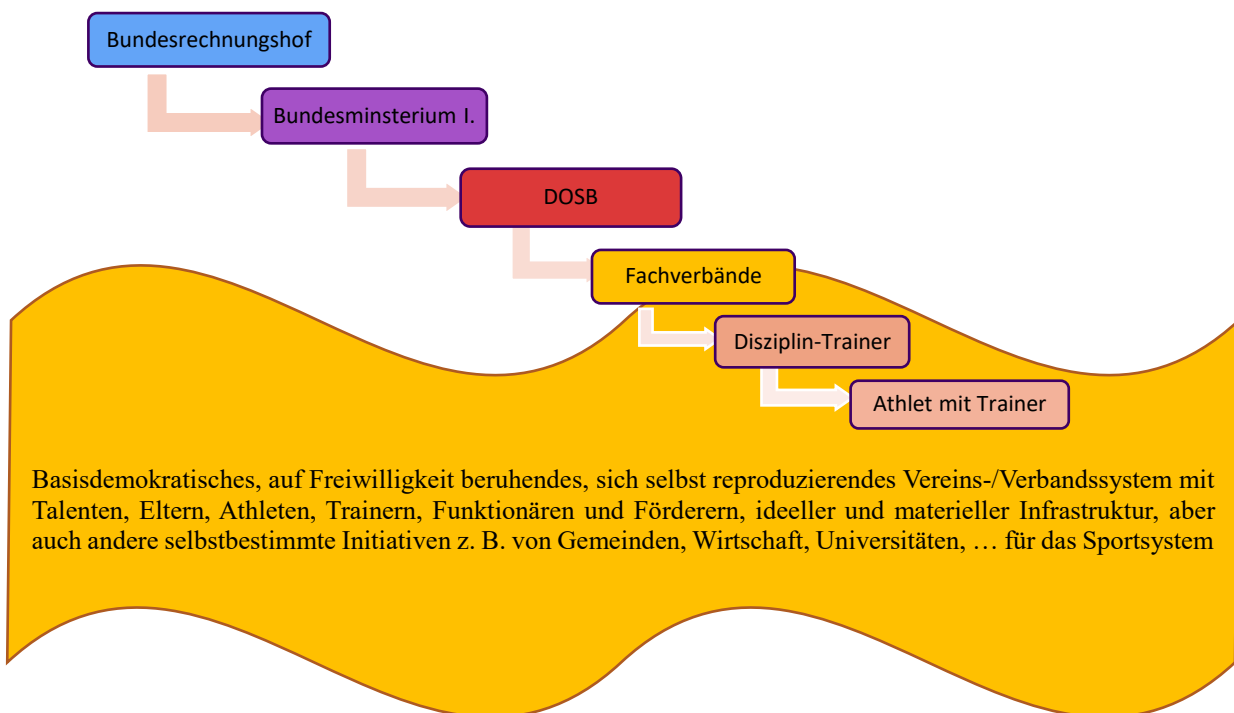 Bundesrechnungshof
Bundesminsterium I.
DOSB
Fachverbände
Disziplin-Trainer
Athlet mit Trainer
Basisdemokratisches, auf Freiwilligkeit beruhendes, sich selbst reproduzierendes Vereins-/Verbandssystem mit
Talenten, Eltern, Athleten, Trainern, Funktionären und Förderern, ideeller und materieller Infrastruktur, aber
auch andere selbstbestimmte Initiativen z. B. von Gemeinden, Wirtschaft, Universitäten, … für das Sportsystem